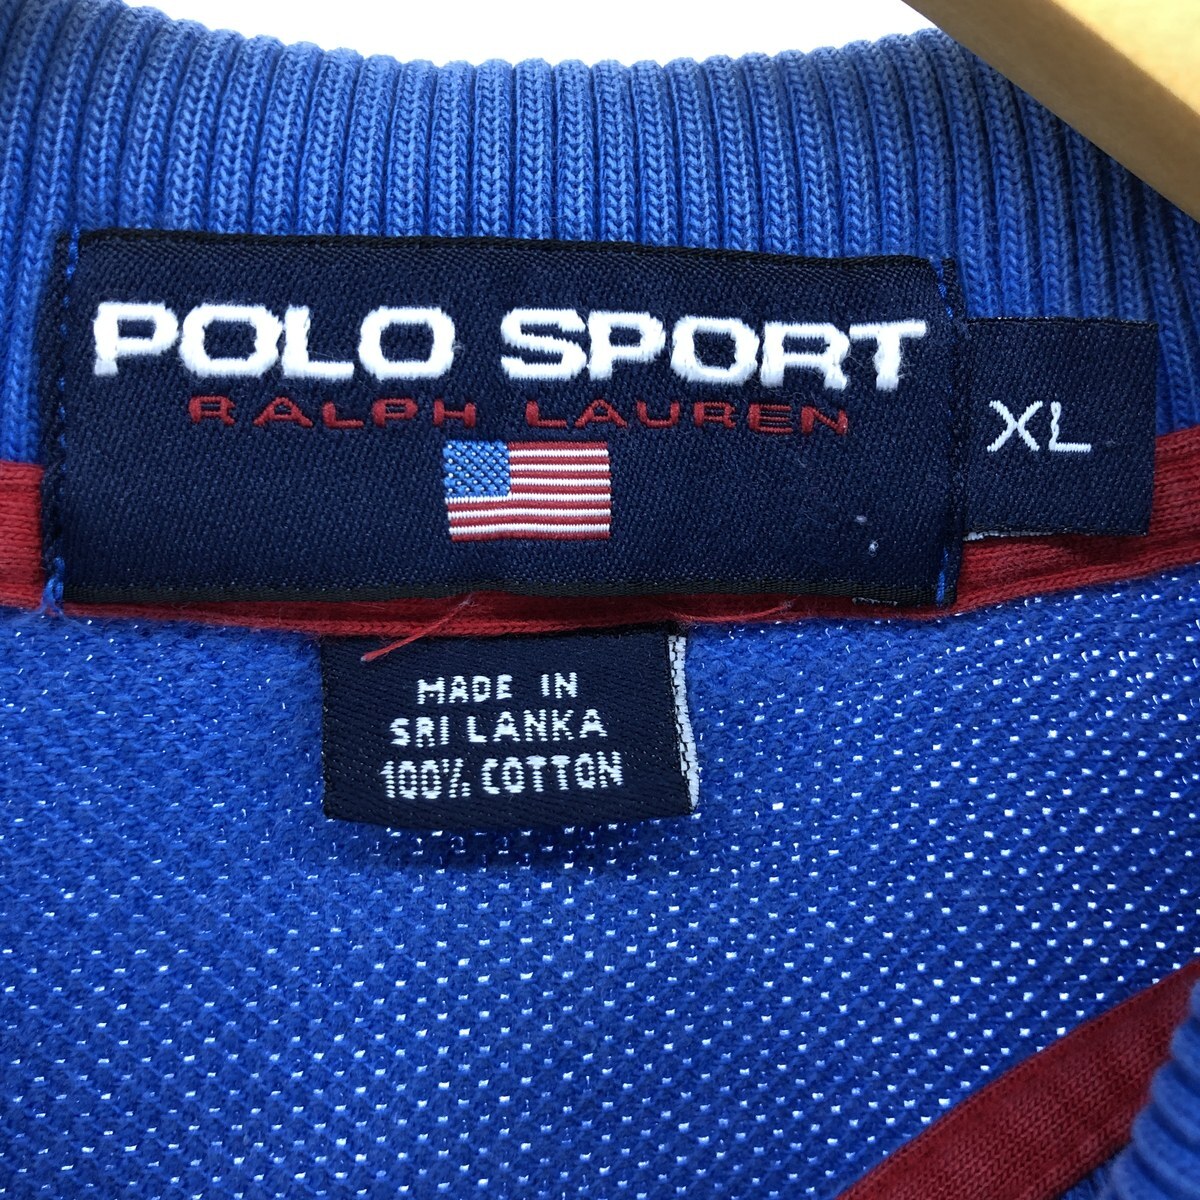 POLO SPORT
RALPH LAUREN
XL
MADE IN
SRI LANKA
100% COTTON